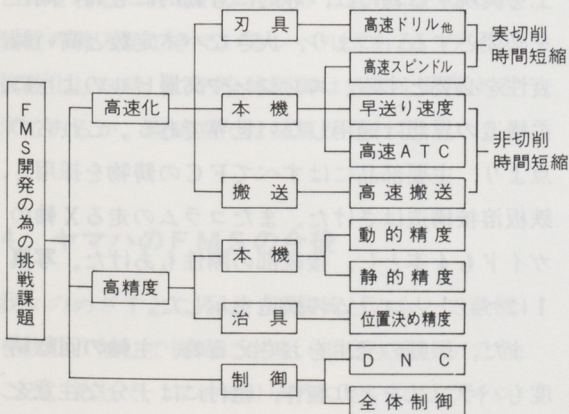 FMS開発の為の挑戦課題
高速化
刃具
高速ドリル他
高速スピンドル
実切削
時間短縮
本機
早送り速度
高速ATC
非切削
時間短縮
搬送
高速搬送
高精度
本機
動的精度
静的精度
治具
位置決め精度
制御
DNC
全体制御